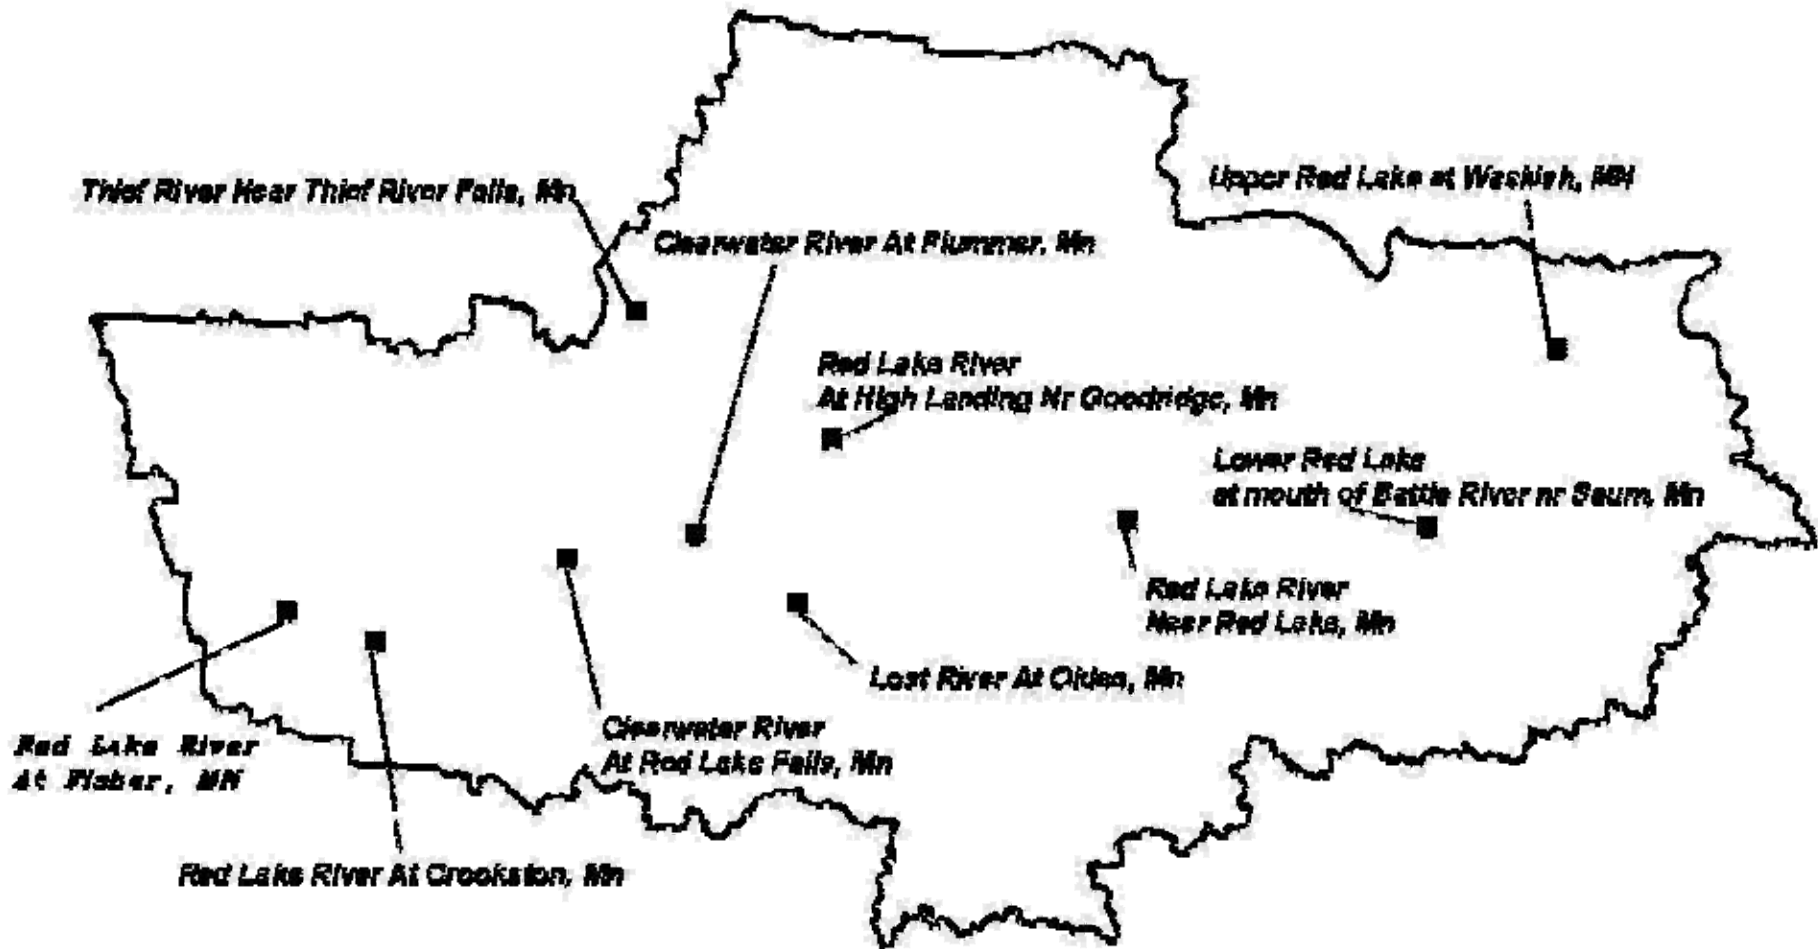 Thief River Near Thief River Falls, Mn
Upper Red Lake at Waskish, MN
Clearwater River At Plummer, Mn
Red Lake River
At High Landing Nr Goodridge, Mn
Lower Red Lake
at mouth of Battle River nr Saum, Mn
Red Lake River
Near Red Lake, Mn
Lost River At Oklee, Mn
Clearwater River
At Red Lake Falls, Mn
Red Lake River
At Fisher, MN
Red Lake River At Crookston, Mn